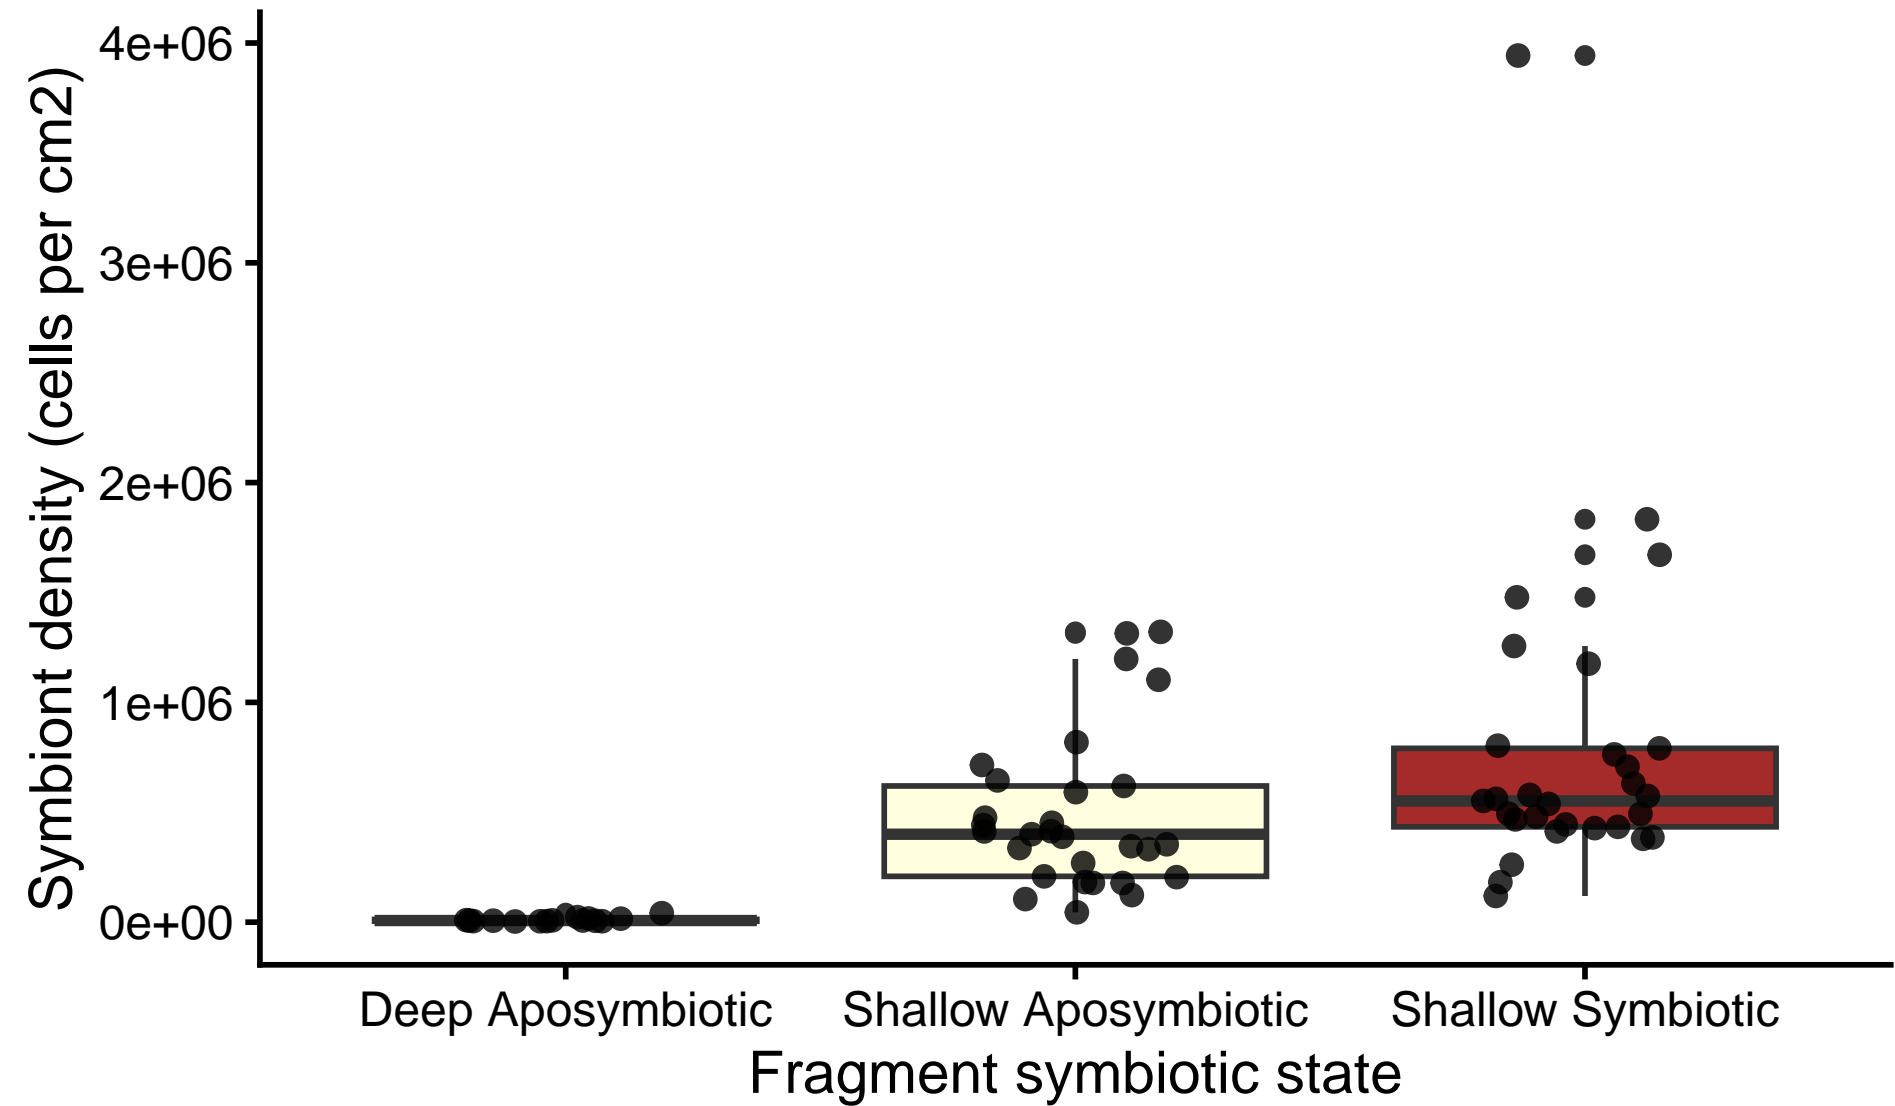 Symbiont density (cells per cm2)
4e+06
3e+06
2e+06
1e+06
0e+00
Deep Aposymbiotic
Shallow Aposymbiotic
Shallow Symbiotic
Fragment symbiotic state